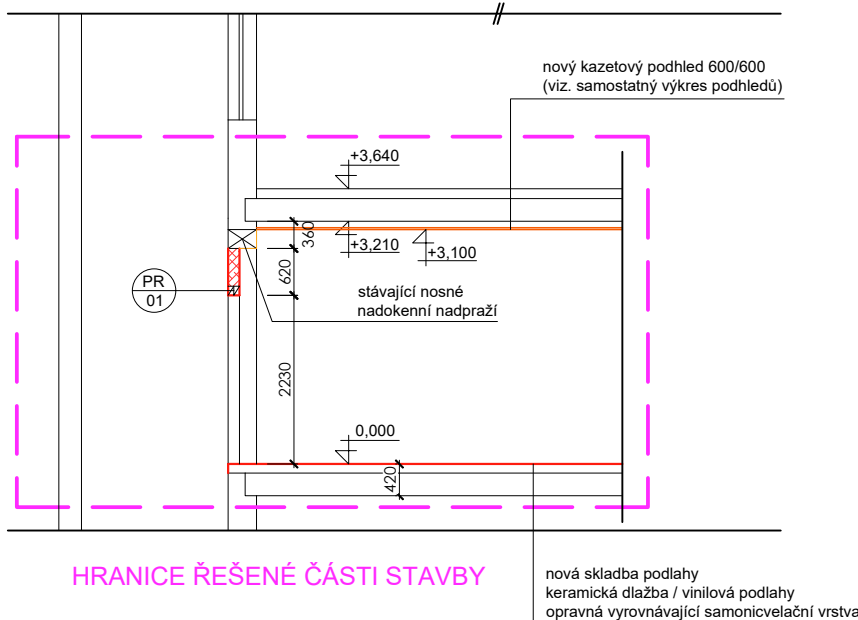 nový kazetový podhled 600/600
(viz. samostatný výkres podhledů)
+3,640
360
+3,210
+3,100
620
PR
01
stávající nosné
nadokenní nadpraží
2230
0,000
420
HRANICE ŘEŠENÉ ČÁSTI STAVBY
nová skladba podlahy
keramická dlažba / vinilová podlahy
opravná vyrovnávající samonicvelační vrstva